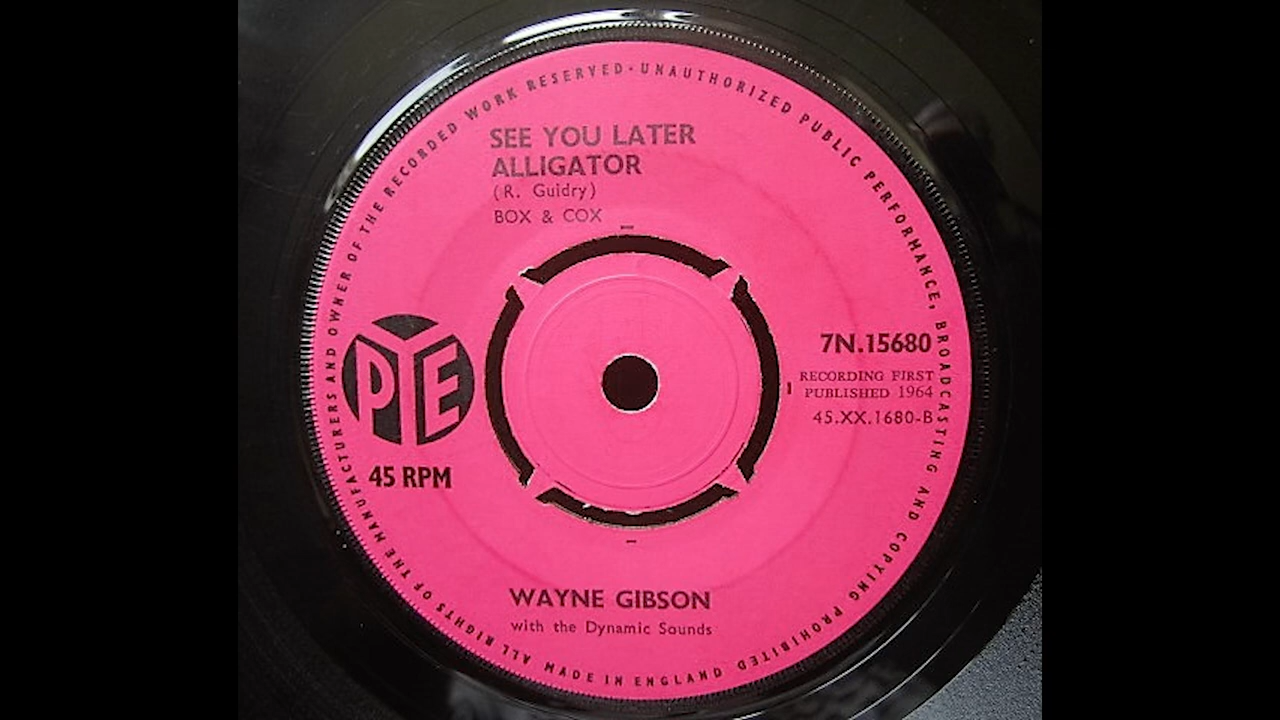 SEE YOU LATER
ALLIGATOR
(R. Guidry)
BOX & COX
PYE
45 RPM
7N.15680
RECORDING FIRST
PUBLISHED 1964
45.XX.1680-B
WAYNE GIBSON
with the Dynamic Sounds
ALL RIGHTS OF THE MANUFACTURERS AND OWNER OF THE RECORDED WORK RESERVED · UNAUTHORIZED PUBLIC PERFORMANCE, BROADCASTING AND COPYING PROHIBITED
MADE IN ENGLAND